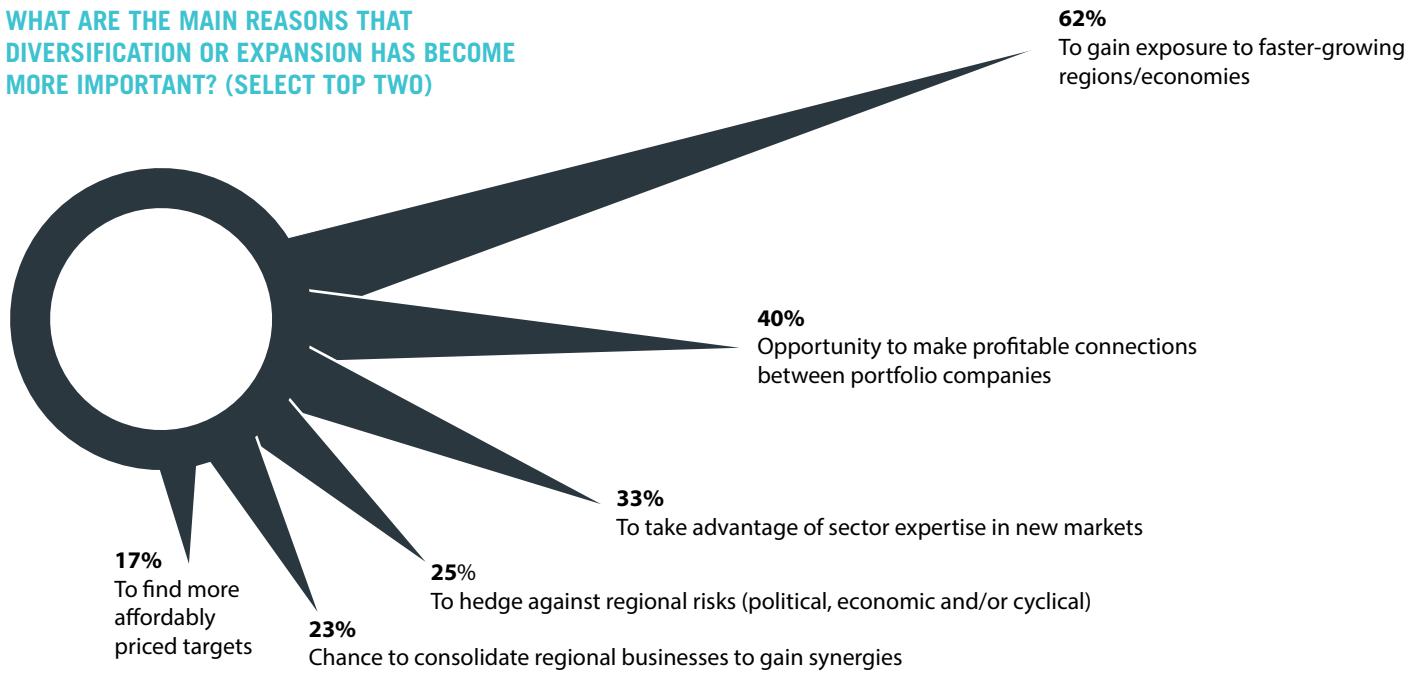 WHAT ARE THE MAIN REASONS THAT
DIVERSIFICATION OR EXPANSION HAS BECOME
MORE IMPORTANT? (SELECT TOP TWO)
62%
To gain exposure to faster-growing
regions/economies
40%
Opportunity to make profitable connections
between portfolio companies
33%
To take advantage of sector expertise in new markets
25%
To hedge against regional risks (political, economic and/or cyclical)
23%
Chance to consolidate regional businesses to gain synergies
17%
To find more
affordably
priced targets